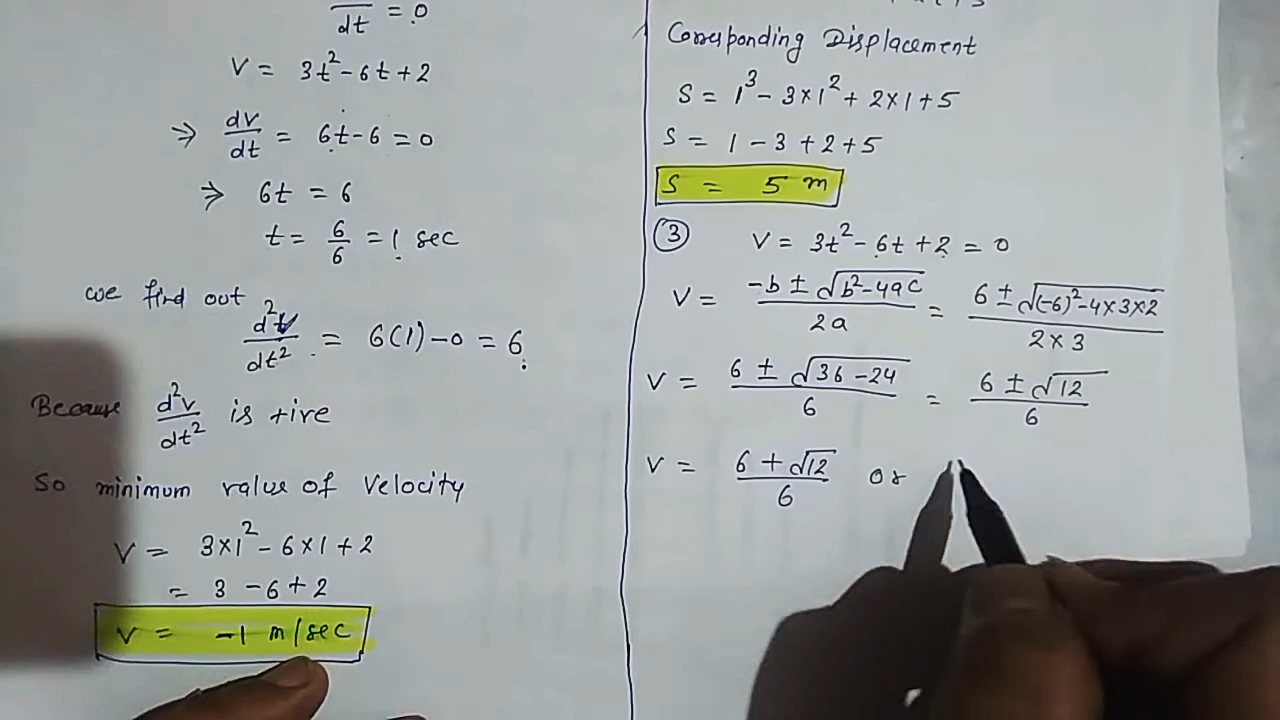 dt = 0
V = 3t² - 6t + 2
⇒ dv/dt = 6t - 6 = 0
⇒ 6t = 6
t = 6/6 = 1 sec
we find out
d²v/dt² = 6(1) - 0 = 6
Because d²v/dt² is +ive
So minimum value of velocity
V = 3×1² - 6×1 + 2
= 3 - 6 + 2
V = -1 m/sec
Corresponding Displacement
S = 1³ - 3×1² + 2×1 + 5
S = 1 - 3 + 2 + 5
S = 5 m
③ V = 3t² - 6t + 2 = 0
V = (-b ± √(b² - 4ac))/2a = (6 ± √((-6)² - 4×3×2))/(2×3)
V = (6 ± √(36 - 24))/6 = (6 ± √12)/6
V = (6 + √12)/6 or